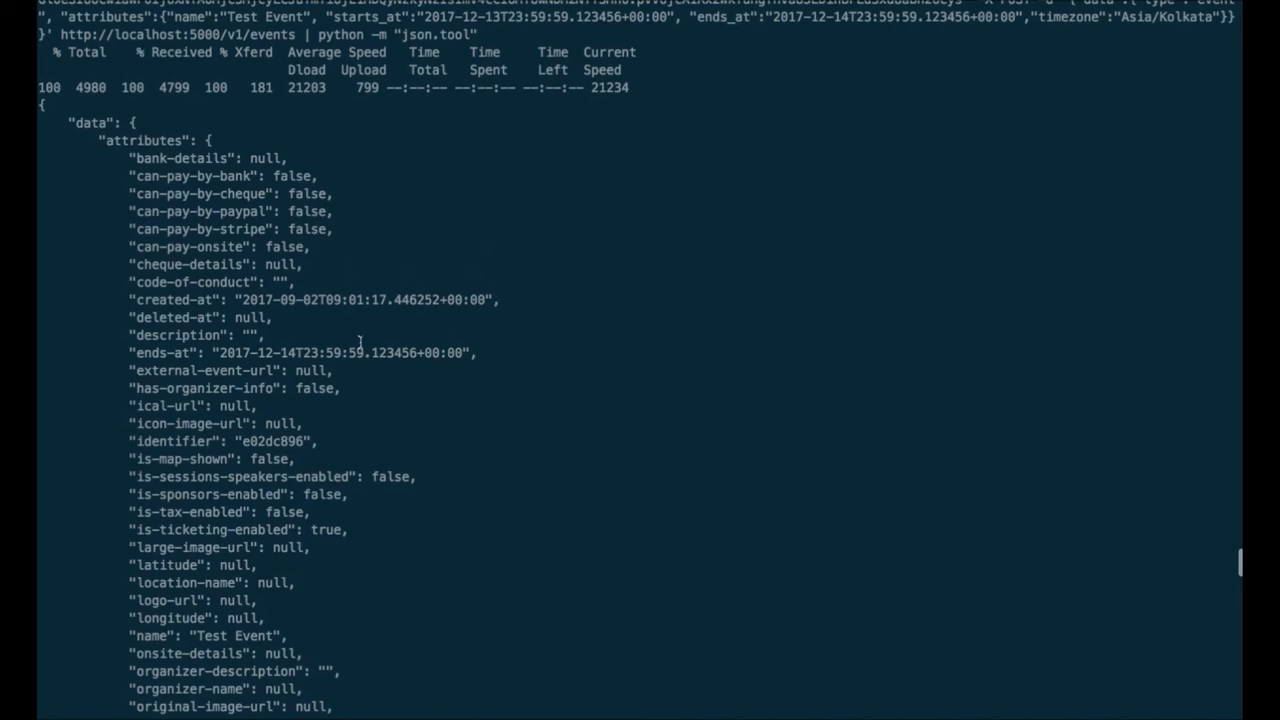 ", "attributes":{"name":"Test Event", "starts_at":"2017-12-13T23:59:59.123456+00:00", "ends_at":"2017-12-14T23:59:59.123456+00:00","timezone":"Asia/Kolkata"}}
}' http://localhost:5000/v1/events | python -m "json.tool"
% Total % Received % Xferd Average Speed Time Time Time Current
Dload Upload Total Spent Left Speed
100 4980 100 4799 100 181 21203 799 --:--:-- --:--:-- --:--:-- 21234
{
"data": {
"attributes": {
"bank-details": null,
"can-pay-by-bank": false,
"can-pay-by-cheque": false,
"can-pay-by-paypal": false,
"can-pay-by-stripe": false,
"can-pay-onsite": false,
"cheque-details": null,
"code-of-conduct": "",
"created-at": "2017-09-02T09:01:17.446252+00:00",
"deleted-at": null,
"description": "",
"ends-at": "2017-12-14T23:59:59.123456+00:00",
"external-event-url": null,
"has-organizer-info": false,
"ical-url": null,
"icon-image-url": null,
"identifier": "e02dc896",
"is-map-shown": false,
"is-sessions-speakers-enabled": false,
"is-sponsors-enabled": false,
"is-tax-enabled": false,
"is-ticketing-enabled": true,
"large-image-url": null,
"latitude": null,
"location-name": null,
"logo-url": null,
"longitude": null,
"name": "Test Event",
"onsite-details": null,
"organizer-description": "",
"organizer-name": null,
"original-image-url": null,